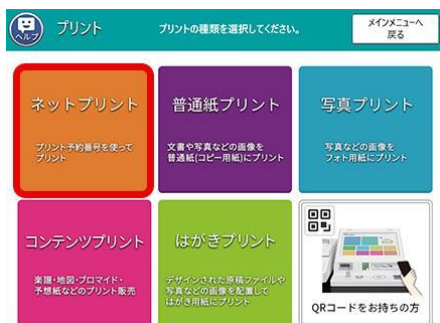 ヘルプ
プリント
プリントの種類を選択してください。
メインメニューへ
戻る
ネットプリント
プリント予約番号を使って
プリント
普通紙プリント
文書や写真などの画像を
普通紙(コピー用紙)にプリント
写真プリント
写真などの画像を
フォト用紙にプリント
コンテンツプリント
楽譜・地図・ブロマイド・
予想紙などのプリント販売
はがきプリント
デザインされた原稿ファイルや
写真などの画像を配置して
はがき用紙にプリント
QRコードをお持ちの方